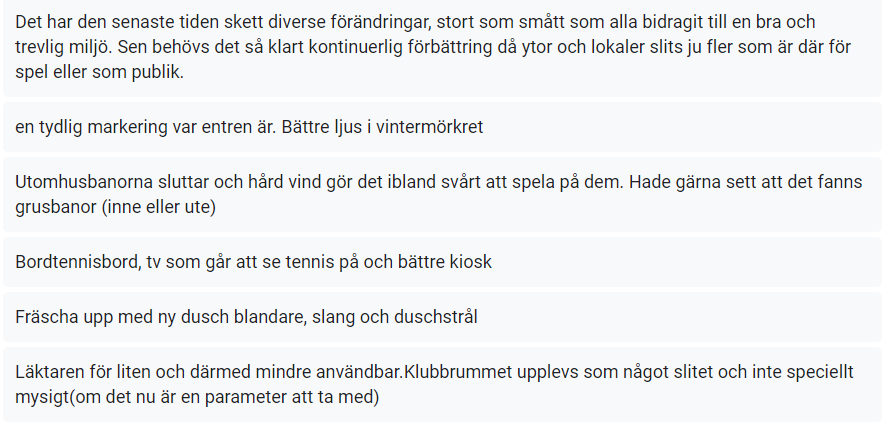 Det har den senaste tiden skett diverse förändringar, stort som smått som alla bidragit till en bra och
trevlig miljö. Sen behövs det så klart kontinuerlig förbättring då ytor och lokaler slits ju fler som är där för
spel eller som publik.
en tydlig markering var entren är. Bättre ljus i vintermörkret
Utomhusbanorna sluttar och hård vind gör det ibland svårt att spela på dem. Hade gärna sett att det fanns
grusbanor (inne eller ute)
Bordtennisbord, tv som går att se tennis på och bättre kiosk
Fräscha upp med ny dusch blandare, slang och duschstrål
Läktaren för liten och därmed mindre användbar.Klubbrummet upplevs som något slitet och inte speciellt
mysigt(om det nu är en parameter att ta med)